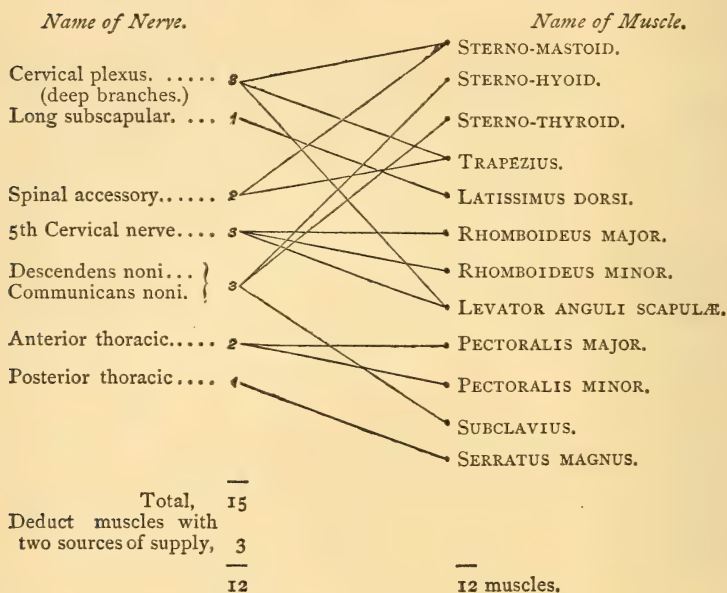 Name of Nerve. Name of Muscle.
STERNO-MASTOID.
Cervical plexus. ..... 3 STERNO-HYOID.
(deep branches.)
Long subscapular. ... 1 STERNO-THYROID.
TRAPEZIUS.
Spinal accessory...... 2 LATISSIMUS DORSI.
5th Cervical nerve.... 3 RHOMBOIDEUS MAJOR.
Descendens noni... } RHOMBOIDEUS MINOR.
Communicans noni. } 3
LEVATOR ANGULI SCAPULÆ.
Anterior thoracic..... 2 PECTORALIS MAJOR.
Posterior thoracic.... 1 PECTORALIS MINOR.
SUBCLAVIUS.
SERRATUS MAGNUS.
Total, 15
Deduct muscles with
two sources of supply, 3
12 12 muscles.